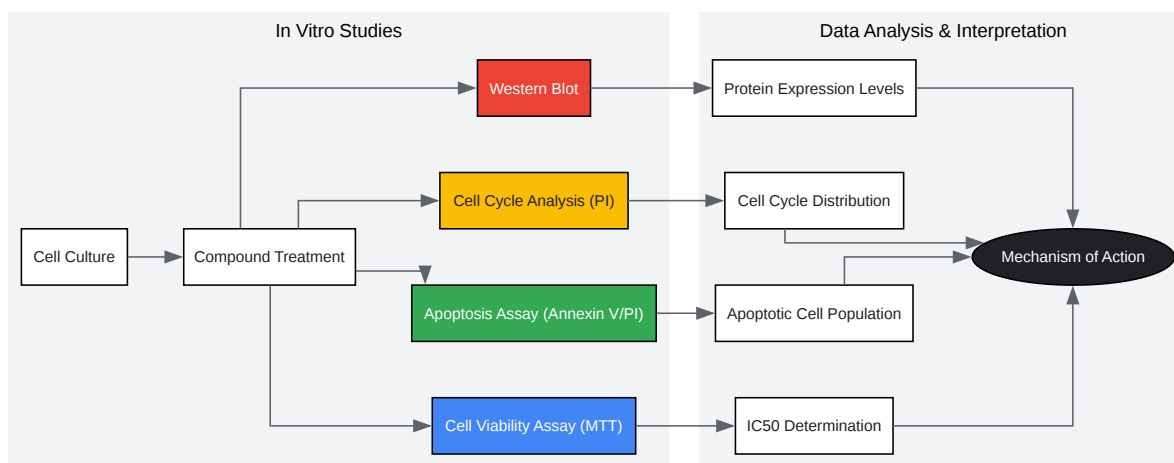 In Vitro Studies
Data Analysis & Interpretation
Western Blot
Protein Expression Levels
Cell Cycle Analysis (PI)
Cell Cycle Distribution
Cell Culture
Compound Treatment
Mechanism of Action
Apoptosis Assay (Annexin V/PI)
Apoptotic Cell Population
Cell Viability Assay (MTT)
IC50 Determination